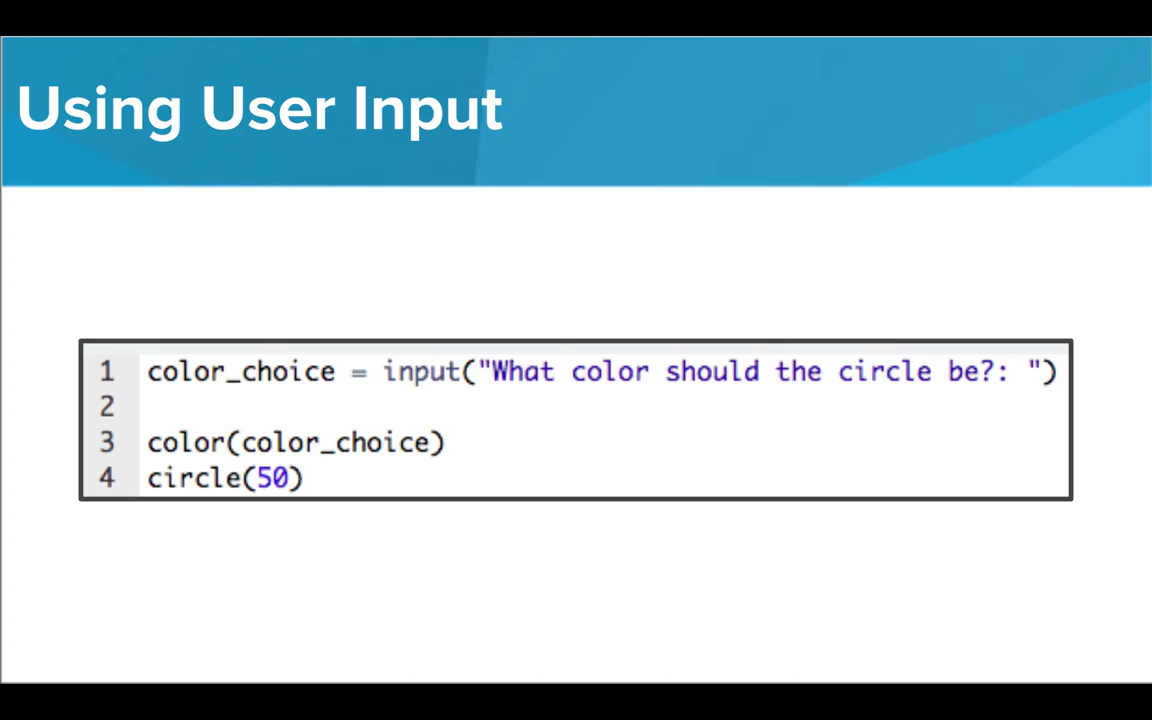 Using User Input
1 color_choice = input("What color should the circle be?: ")
2
3 color(color_choice)
4 circle(50)